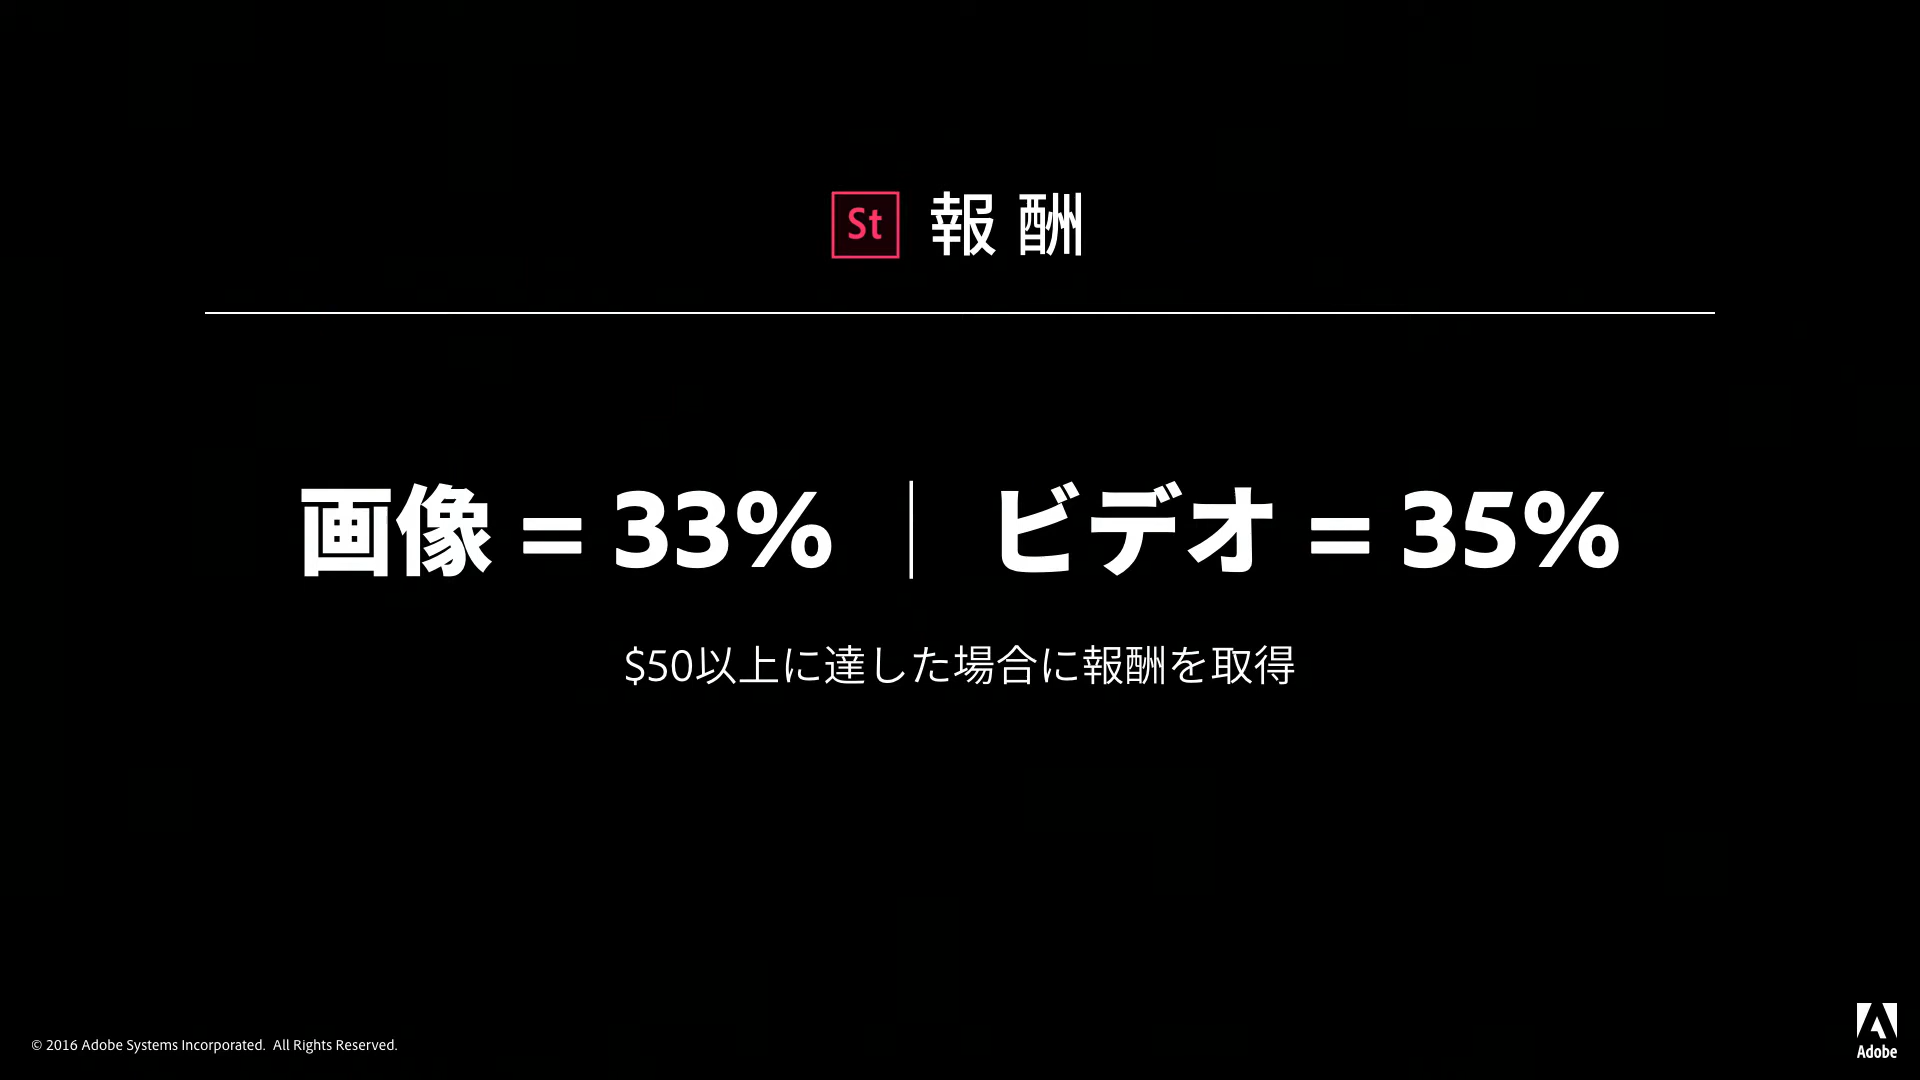 St 報酬
画像 = 33% | ビデオ = 35%
$50以上に達した場合に報酬を取得
© 2016 Adobe Systems Incorporated. All Rights Reserved.
Adobe